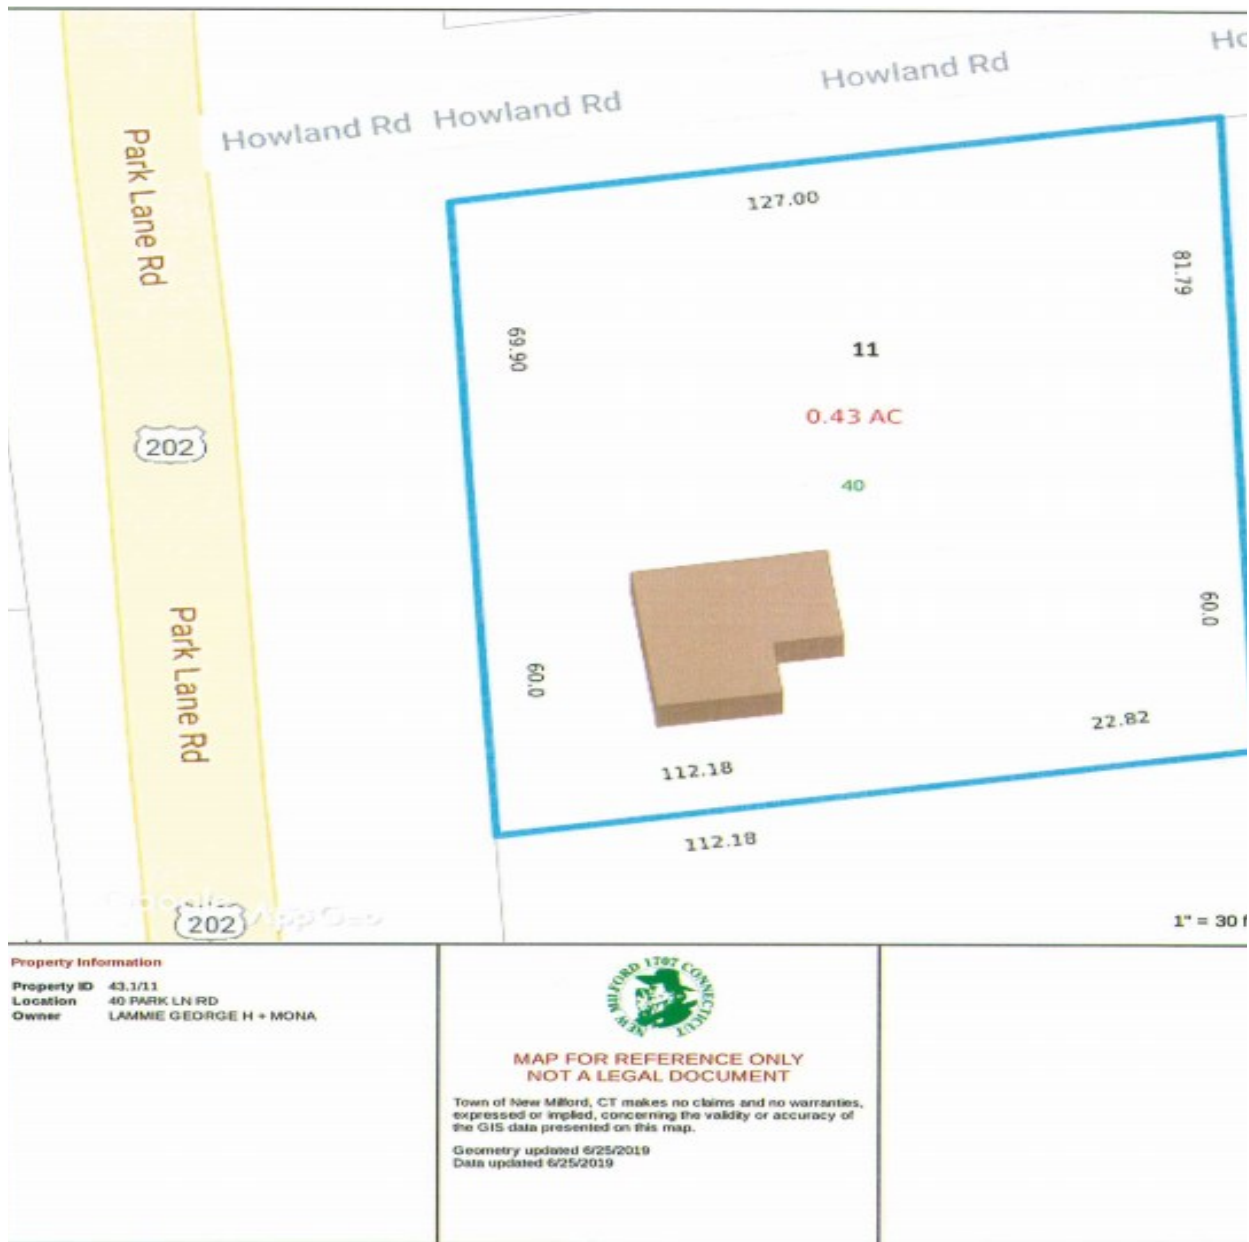 Howland Rd
Howland Rd
Howland Rd
Ho
Park Lane Rd
127.00
81.79
69.90
11
0.43 AC
202
40
60.0
60.0
Park Lane Rd
22.82
112.18
112.18
Google
202
AppGeo
1" = 30 f
Property Information
Property ID 43.1/11
Location 40 PARK LN RD
Owner LAMMIE GEORGE H + MONA
NEW MILFORD 1707 CONNECTICUT
MAP FOR REFERENCE ONLY
NOT A LEGAL DOCUMENT
Town of New Milford, CT makes no claims and no warranties,
expressed or implied, concerning the validity or accuracy of
the GIS data presented on this map.
Geometry updated 6/25/2019
Data updated 6/25/2019